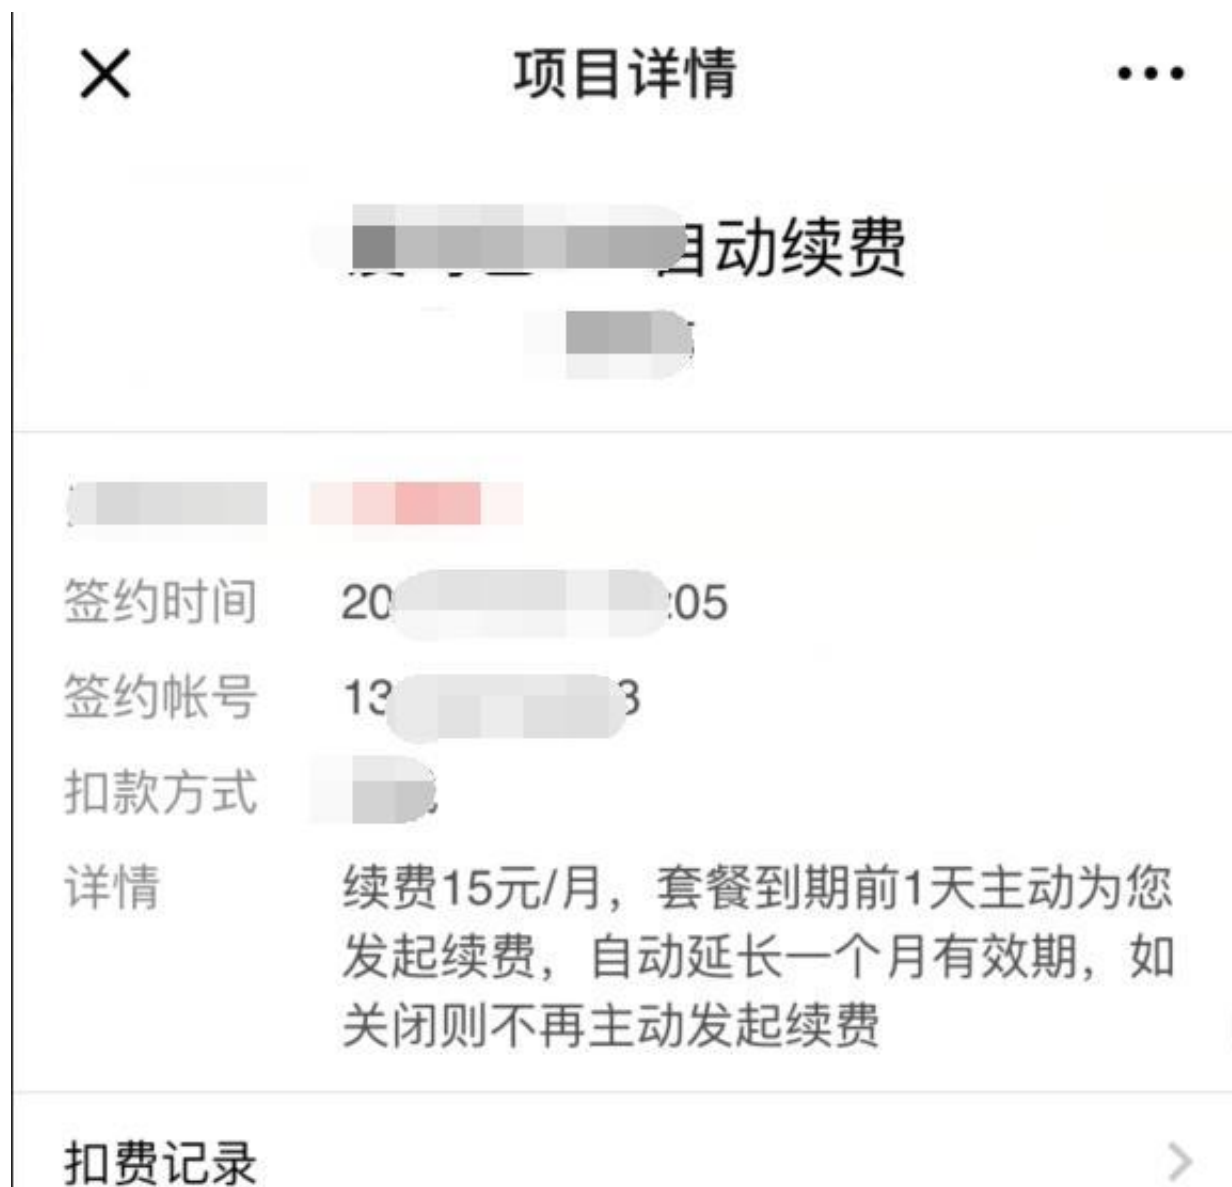 项目详情
自动续费
签约时间 20 :05
签约帐号 13 3
扣款方式
详情 续费15元/月，套餐到期前1天主动为您
发起续费，自动延长一个月有效期，如
关闭则不再主动发起续费
扣费记录